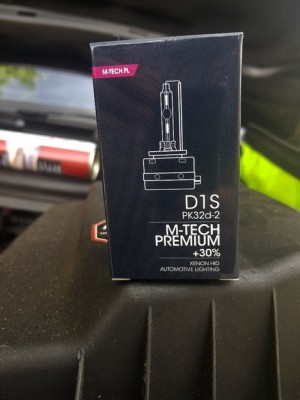 M-TECH.PL
D1S
PK32d-2
M-TECH
PREMIUM
+30%
XENON HID
AUTOMOTIVE LIGHTING